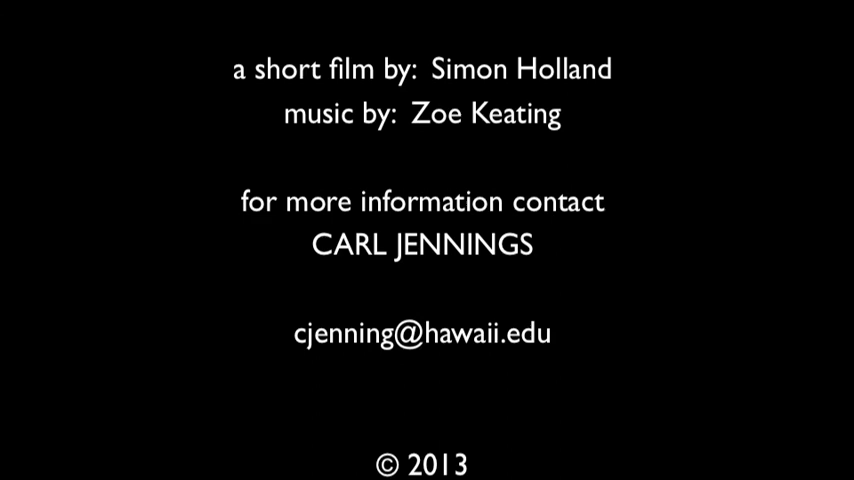 a short film by:  Simon Holland
music by:  Zoe Keating
for more information contact
CARL JENNINGS
cjenning@hawaii.edu
© 2013